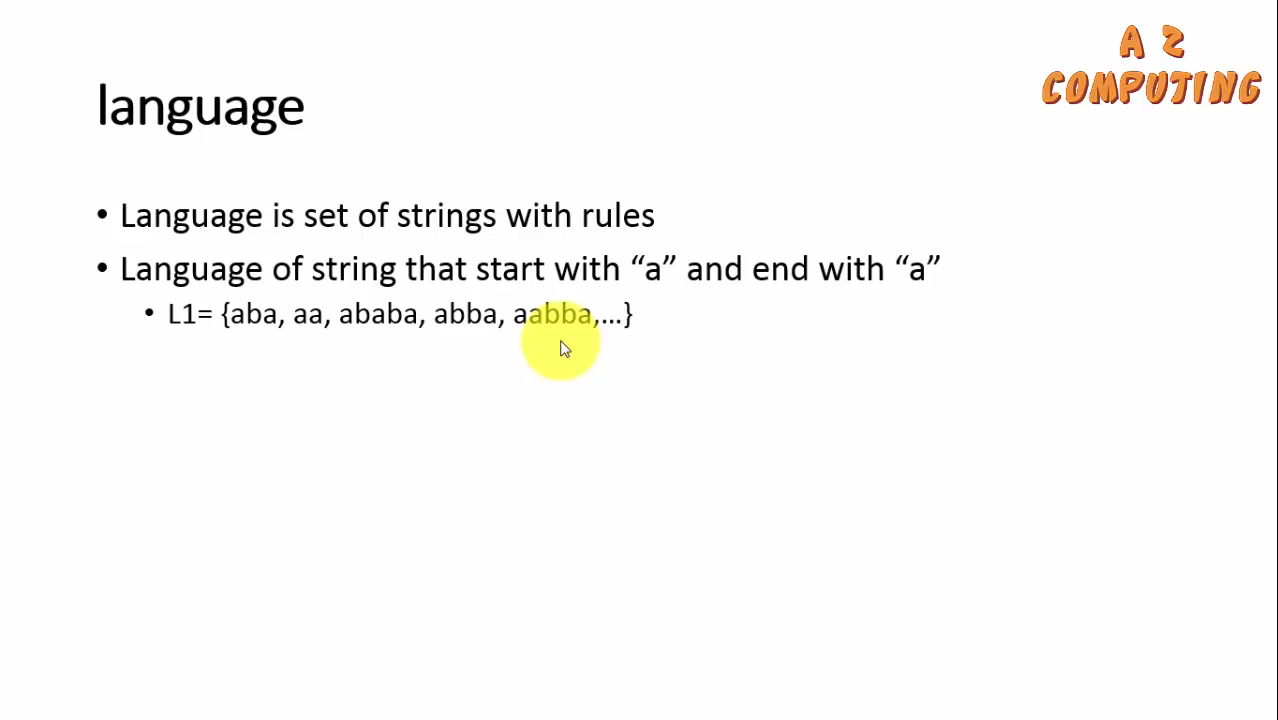 A Z
COMPUTING
language
• Language is set of strings with rules
• Language of string that start with “a” and end with “a”
• L1= {aba, aa, ababa, abba, aabba,...}